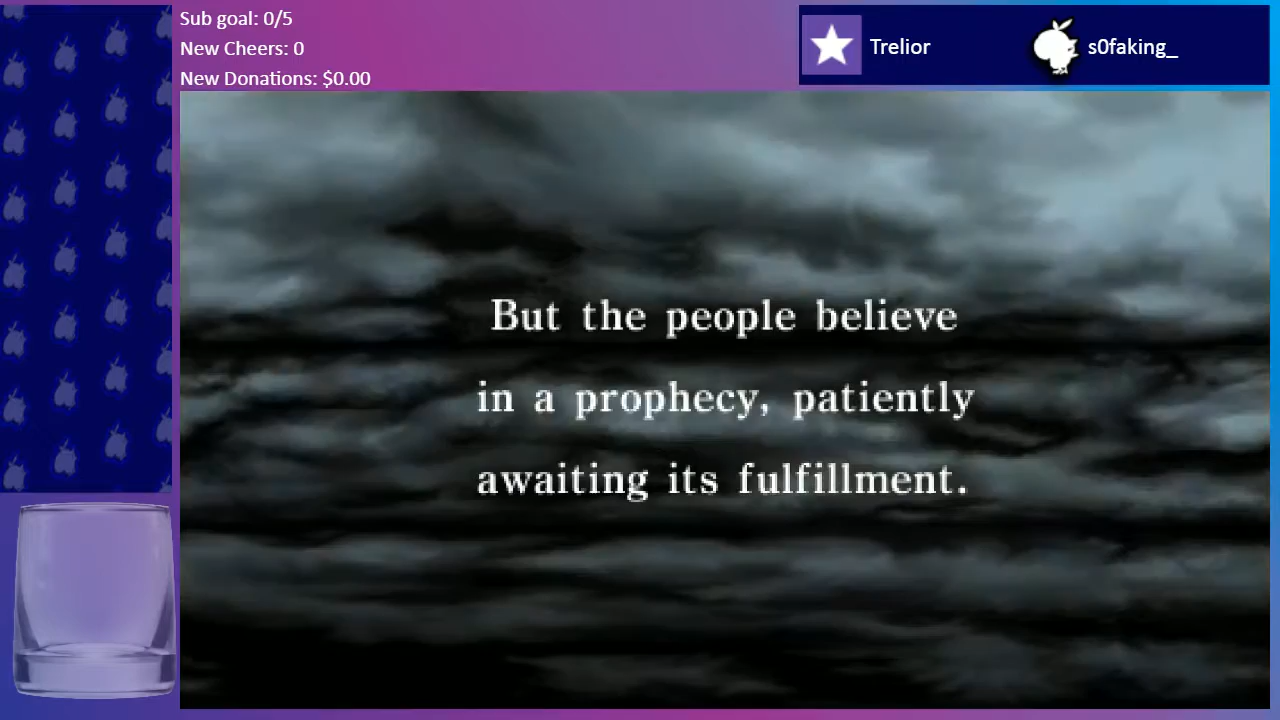 Sub goal: 0/5
New Cheers: 0
New Donations: $0.00
Trelior
s0faking_
But the people believe
in a prophecy, patiently
awaiting its fulfillment.